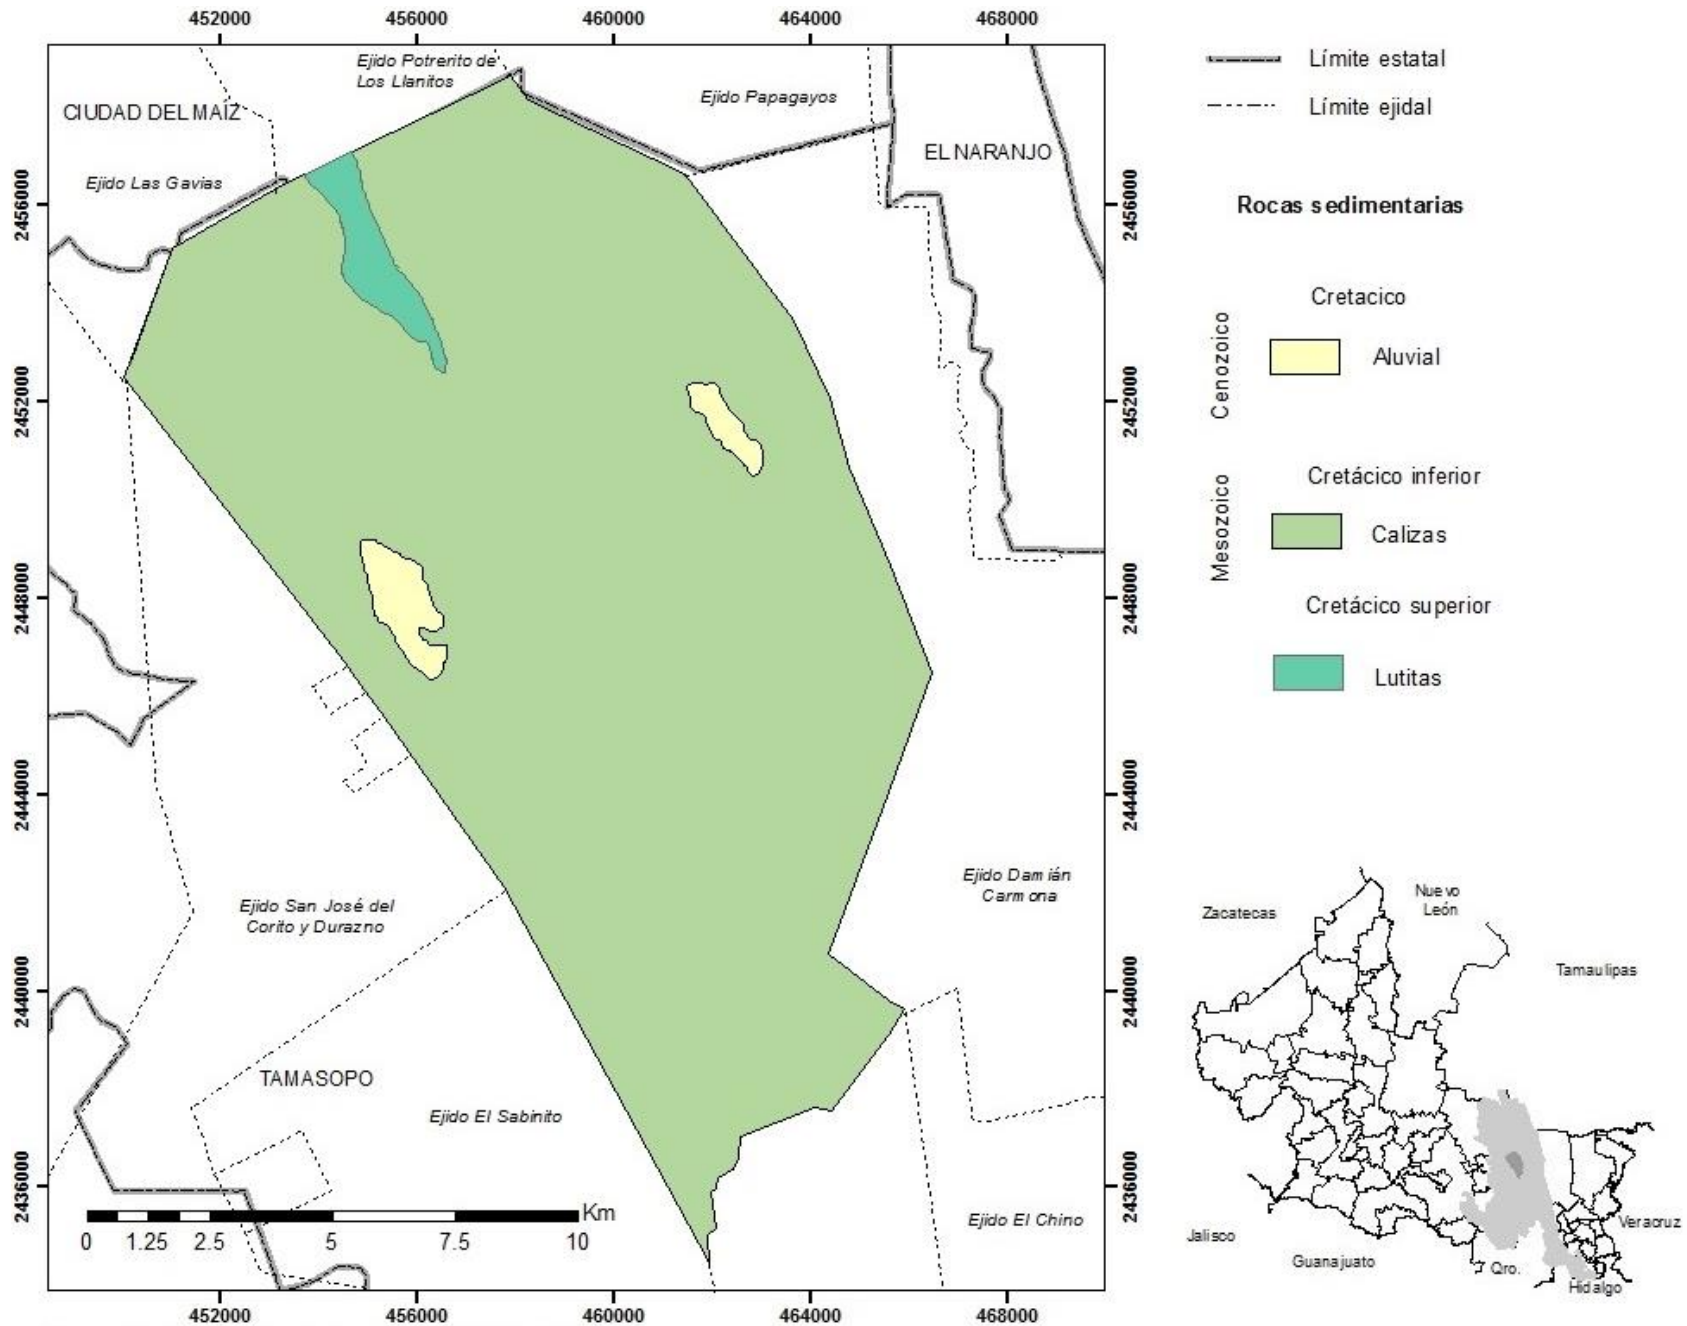 452000
456000
460000
464000
468000
Ejido Potrerito de
Los Llanitos
CIUDAD DEL MAIZ
Ejido Papagayos
EL NARANJO
Ejido Las Gavias
2456000
2452000
2448000
2444000
2440000
2436000
2456000
2452000
2448000
2444000
2440000
2436000
Ejido San José del
Corito y Durazno
Ejido Damián
Carmona
TAMASOPO
Ejido El Sabinito
Ejido El Chino
Km
0
1.25
2.5
5
7.5
10
452000
456000
460000
464000
468000
Límite estatal
Límite ejidal
Rocas sedimentarias
Cenozoico
Cretacico
Aluvial
Mesozoico
Cretácico inferior
Calizas
Cretácico superior
Lutitas
Zacatecas
Nuevo
León
Tamaulipas
Jalisco
Guanajuato
Qro.
Veracruz
Hidalgo